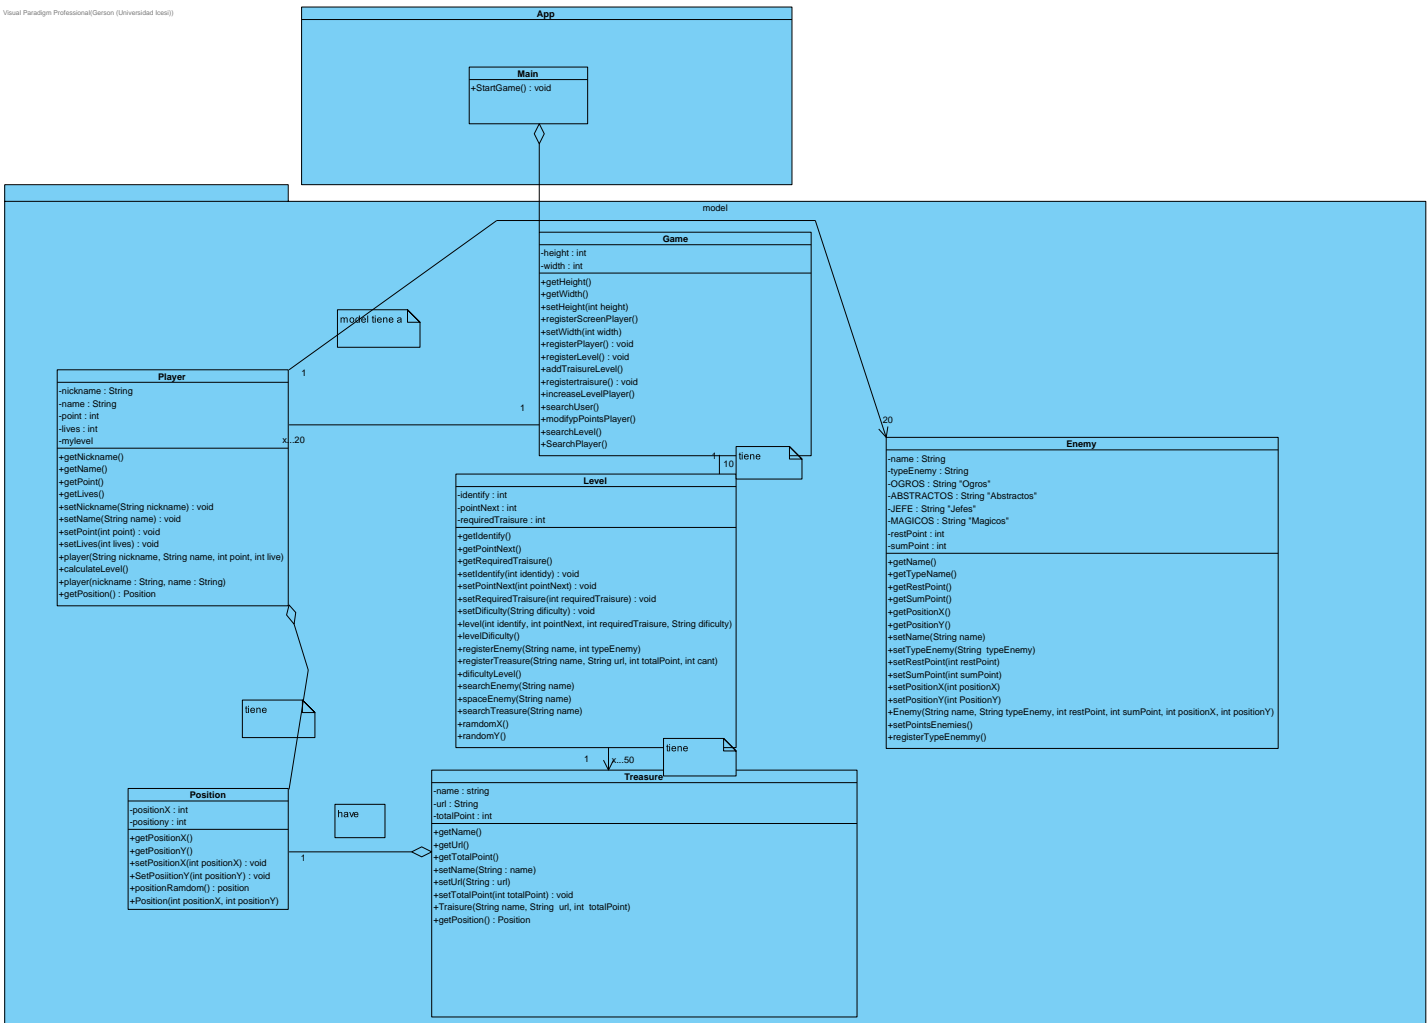 Visual Paradigm Professional(Gerson (Universidad Icesi))
App
Main
+StartGame() : void
model
Game
-height : int
-width : int
+getHeight()
+getWidth()
+setHeight(int height)
+registerScreenPlayer()
+setWidth(int width)
+registerPlayer() : void
+registerLevel() : void
+addTraisureLevel()
+registertraisure() : void
+increaseLevelPlayer()
+searchUser()
+modifypPointsPlayer()
+searchLevel()
+SearchPlayer()
model tiene a
1
1
x...20
20
Player
-nickname : String
-name : String
-point : int
-lives : int
-mylevel
+getNickname()
+getName()
+getPoint()
+getLives()
+setNickname(String nickname) : void
+setName(String name) : void
+setPoint(int point) : void
+setLives(int lives) : void
+player(String nickname, String name, int point, int live)
+calculateLevel()
+player(nickname : String, name : String)
+getPosition() : Position
1
10
tiene
Level
-identify : int
-pointNext : int
-requiredTraisure : int
+getIdentify()
+getPointNext()
+getRequiredTraisure()
+setIdentify(int identidy) : void
+setPointNext(int pointNext) : void
+setRequiredTraisure(int requiredTraisure) : void
+setDificulty(String dificulty) : void
+level(int identify, int pointNext, int requiredTraisure, String dificulty)
+levelDificulty()
+registerEnemy(String name, int typeEnemy)
+registerTreasure(String name, String url, int totalPoint, int cant)
+dificultyLevel()
+searchEnemy(String name)
+spaceEnemy(String name)
+searchTreasure(String name)
+ramdomX()
+randomY()
Enemy
-name : String
-typeEnemy : String
-OGROS : String "Ogros"
-ABSTRACTOS : String "Abstractos"
-JEFE : String "Jefes"
-MAGICOS : String "Magicos"
-restPoint : int
-sumPoint : int
+getName()
+getTypeName()
+getRestPoint()
+getSumPoint()
+getPositionX()
+getPositionY()
+setName(String name)
+setTypeEnemy(String typeEnemy)
+setRestPoint(int restPoint)
+setSumPoint(int sumPoint)
+setPositionX(int positionX)
+setPositionY(int PositionY)
+Enemy(String name, String typeEnemy, int restPoint, int sumPoint, int positionX, int positionY)
+setPointsEnemies()
+registerTypeEnemmy()
tiene
tiene
1
x...50
Position
-positionX : int
-positiony : int
+getPositionX()
+getPositionY()
+setPositionX(int positionX) : void
+SetPosiitionY(int positionY) : void
+positionRamdom() : position
+Position(int positionX, int positionY)
have
1
Treasure
-name : string
-url : String
-totalPoint : int
+getName()
+getUrl()
+getTotalPoint()
+setName(String : name)
+setUrl(String : url)
+setTotalPoint(int totalPoint) : void
+Traisure(String name, String url, int totalPoint)
+getPosition() : Position